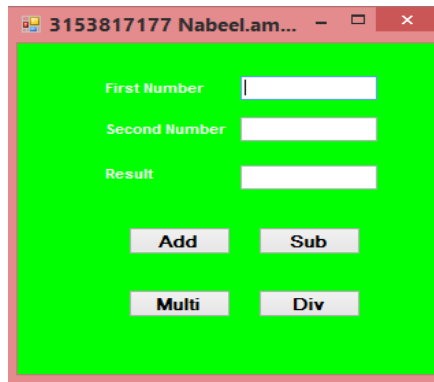 3153817177 Nabeel.am...
First Number
Second Number
Result
Add Sub
Multi Div